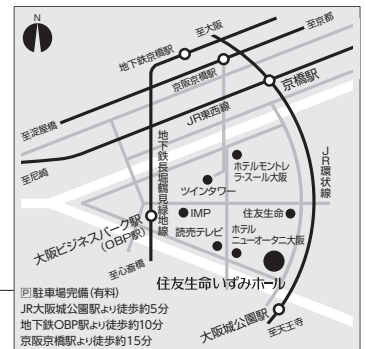 N
至大阪
至京都
地下鉄京橋駅
京阪京橋駅
京橋駅
至淀屋橋
JR東西線
至尼崎
地下鉄長堀鶴見緑地線
JR環状線
ホテルモントレ
ラ・スール大阪
ツインタワー
IMP
住友生命
大阪ビジネスパーク駅
(OBP駅)
読売テレビ
ホテル
ニューオータニ大阪
至心斎橋
住友生命いずみホール
大阪城公園駅
至天王寺
P 駐車場完備(有料)
JR大阪城公園駅より徒歩約5分
地下鉄OBP駅より徒歩約10分
京阪京橋駅より徒歩約15分